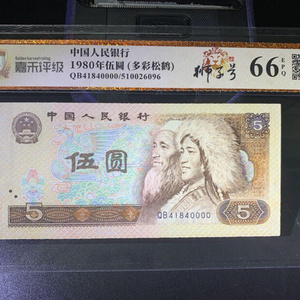 嘉禾评级
中国人民银行
1980年伍圆(多彩松鹤)
QB41840000/510026096
狮子号
66 EPQ
中国人民银行
5
伍圆
QB41840000
5